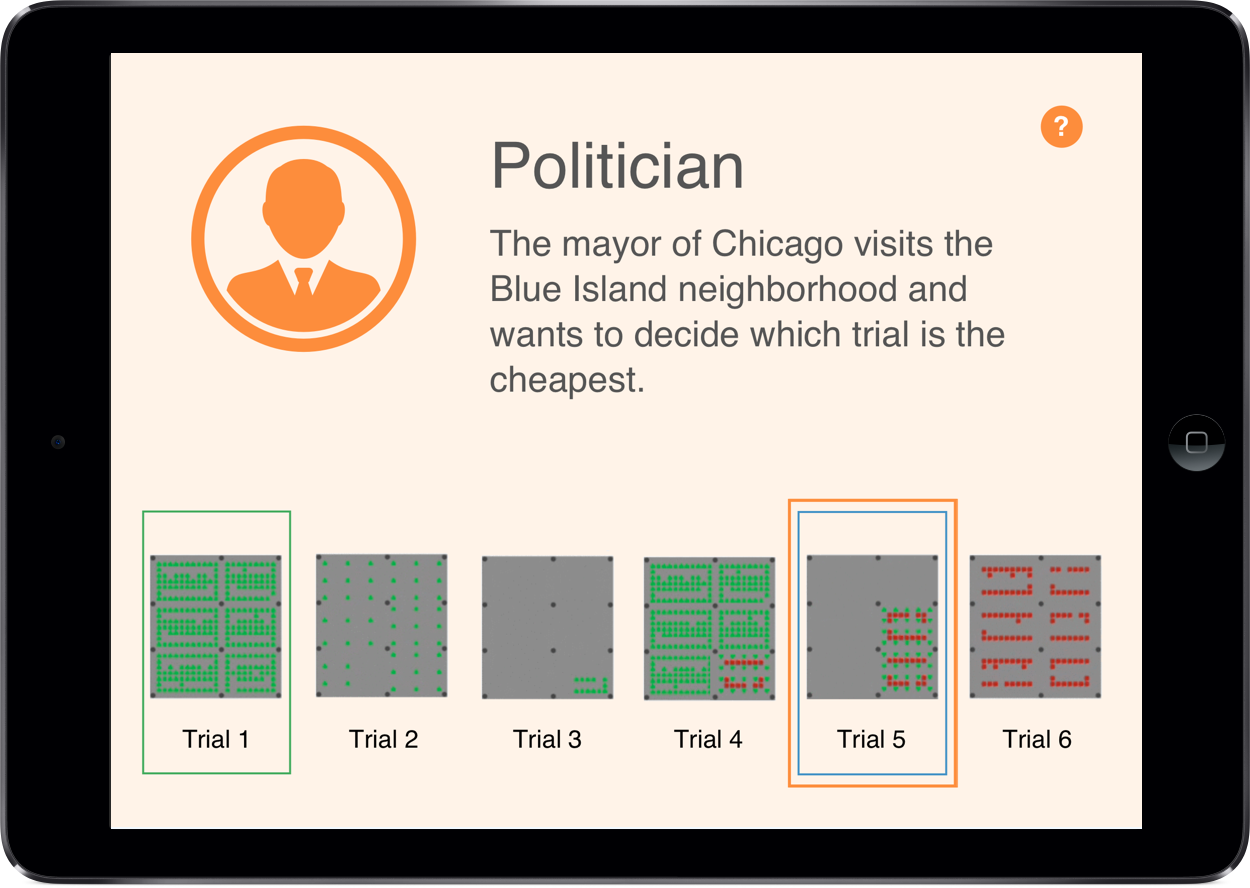 ?
Politician
The mayor of Chicago visits the
Blue Island neighborhood and
wants to decide which trial is the
cheapest.
Trial 1
Trial 2
Trial 3
Trial 4
Trial 5
Trial 6